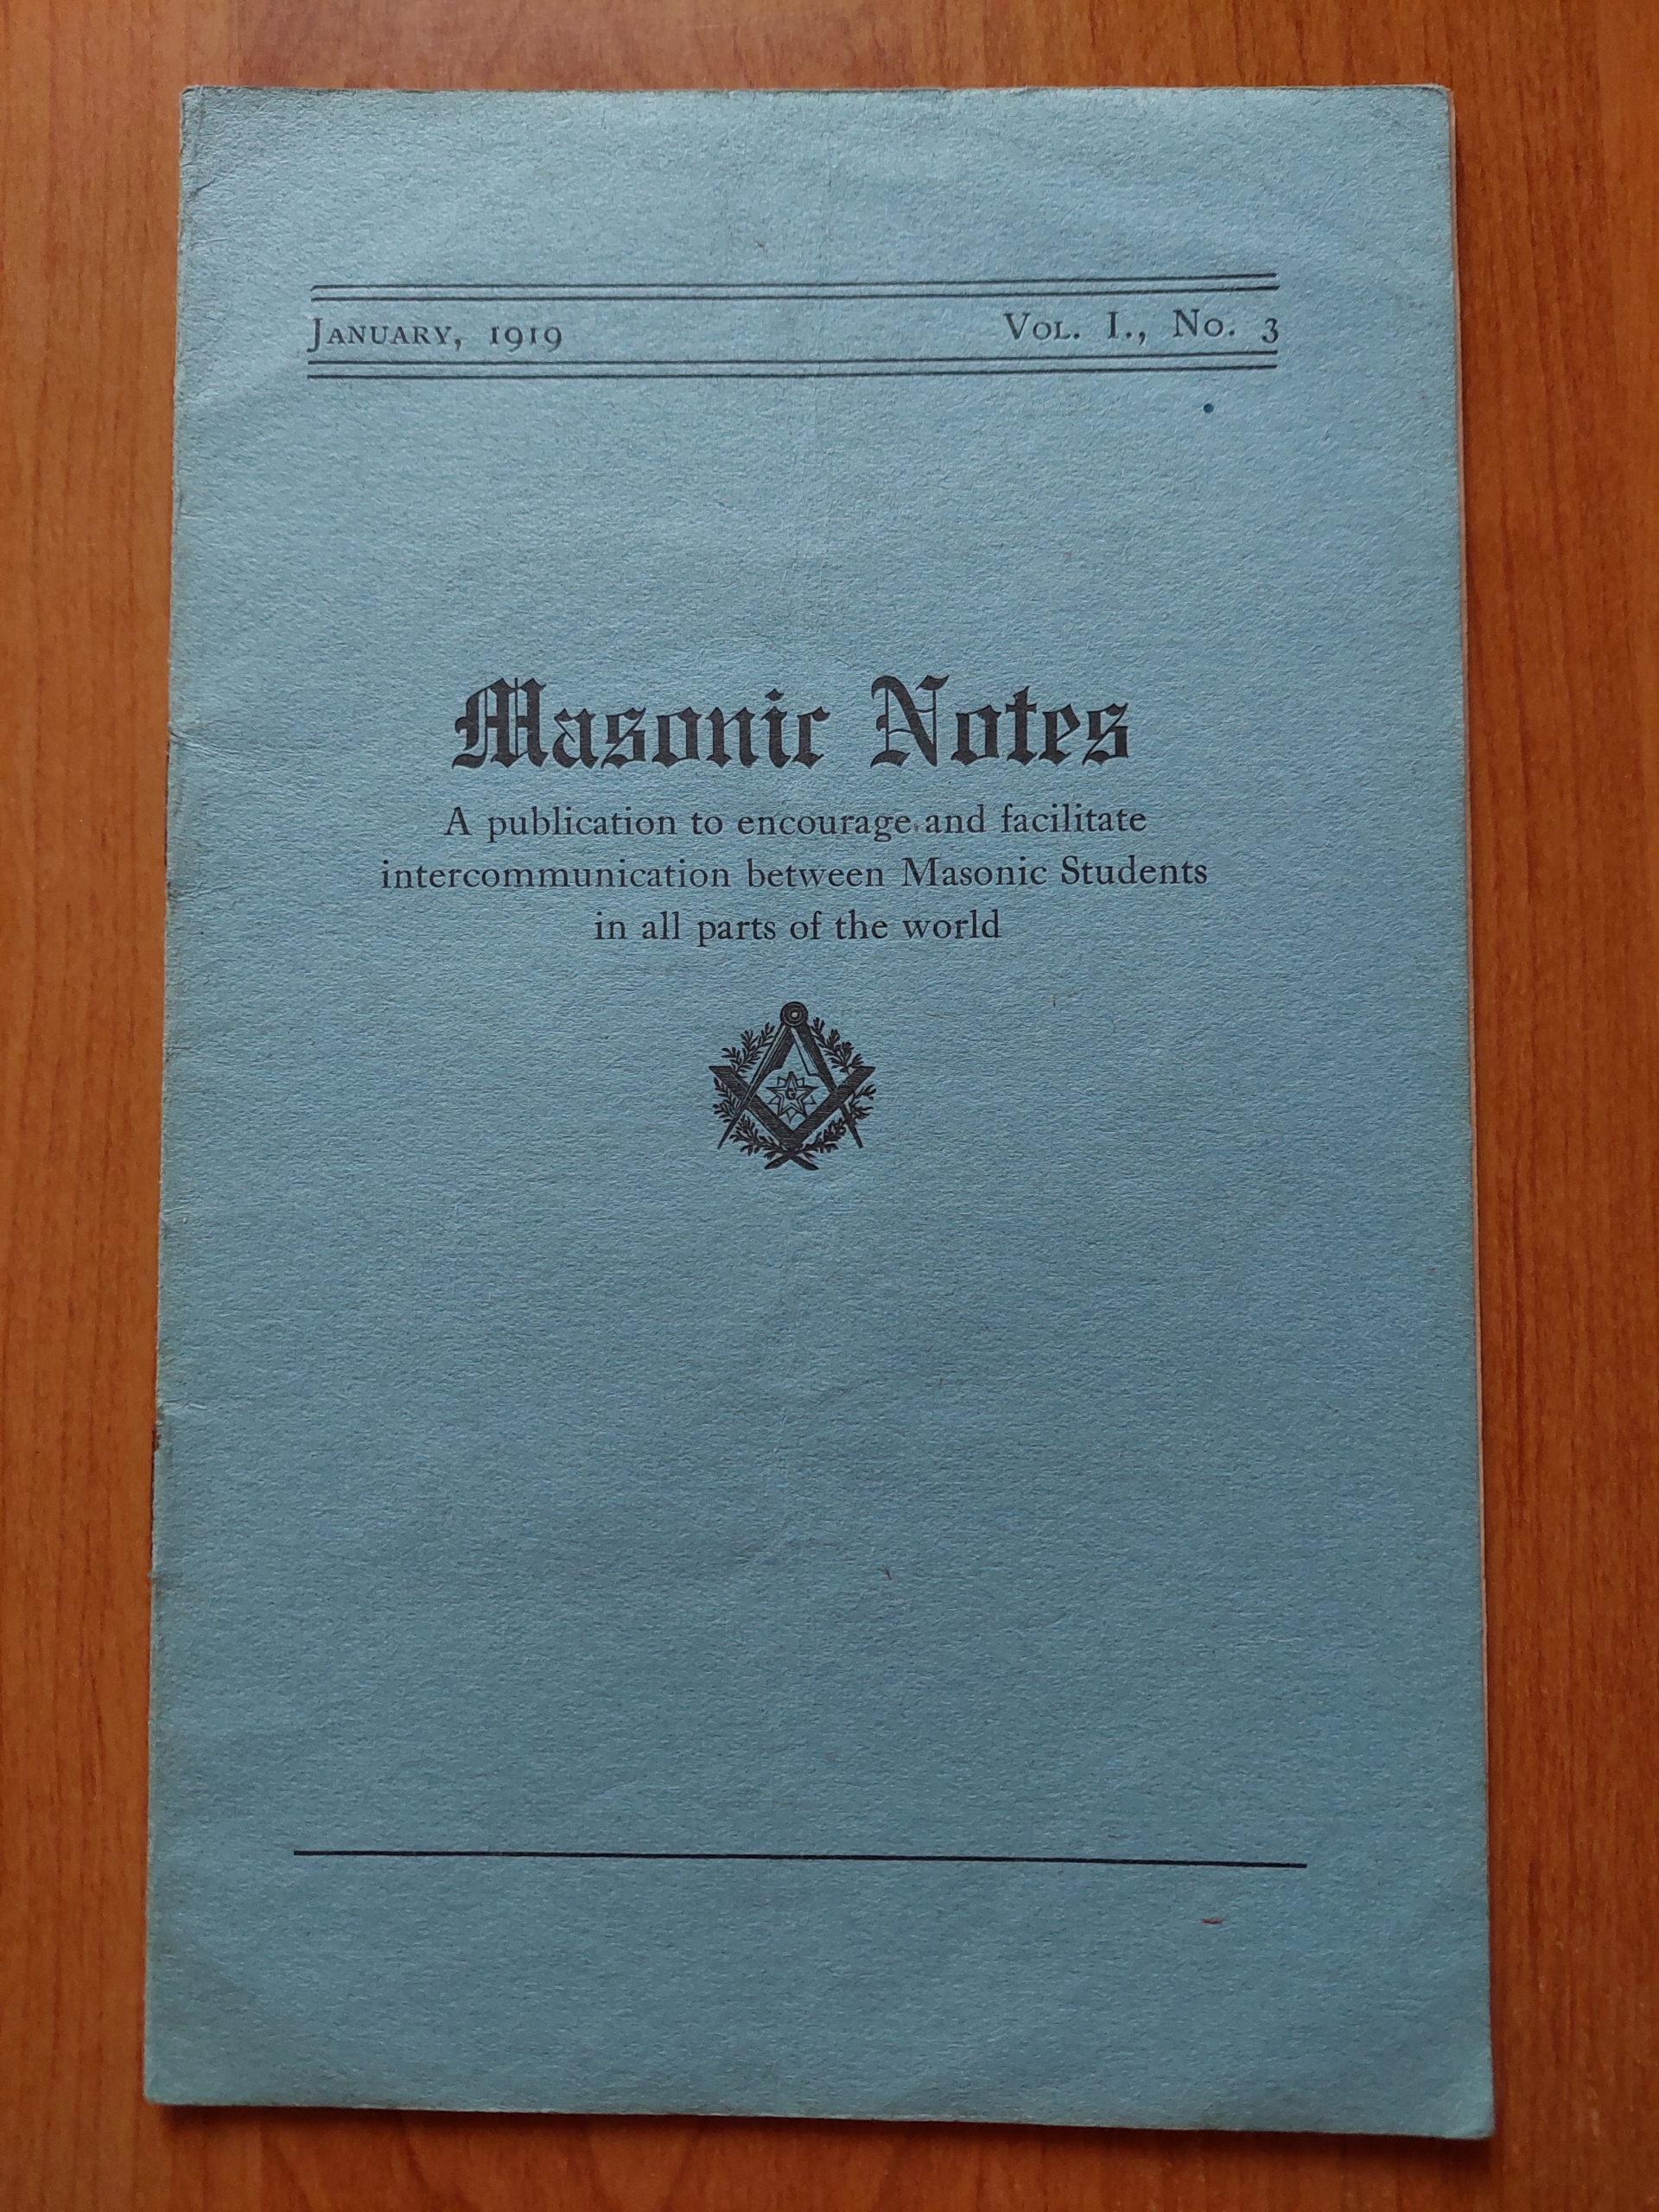 January, 1919 Vol. I., No. 3
Masonic Notes
A publication to encourage and facilitate
intercommunication between Masonic Students
in all parts of the world
G